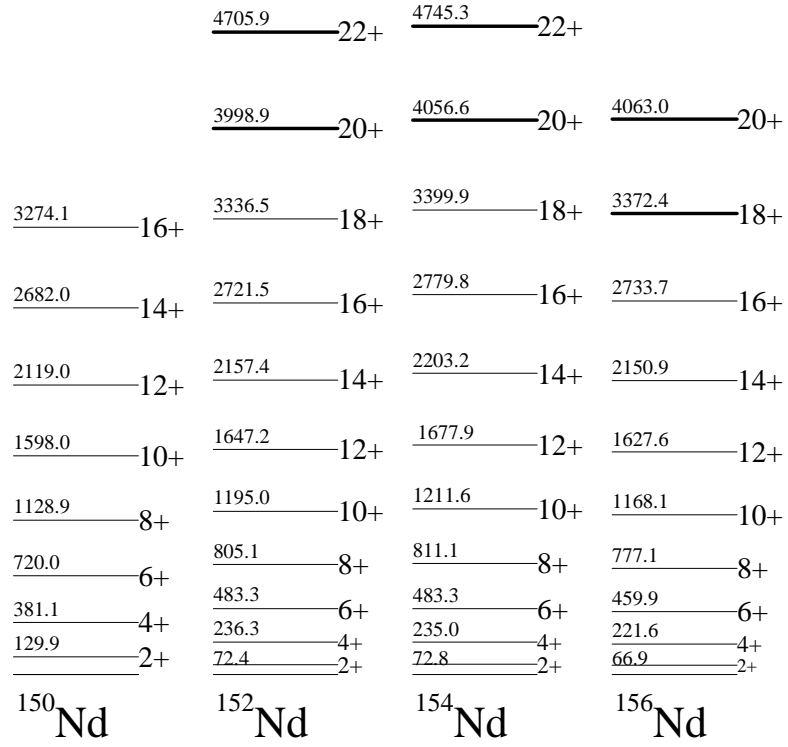 4705.9 22+ 4745.3 22+
3998.9 20+ 4056.6 20+ 4063.0 20+
3274.1 16+ 3336.5 18+ 3399.9 18+ 3372.4 18+
2682.0 14+ 2721.5 16+ 2779.8 16+ 2733.7 16+
2119.0 12+ 2157.4 14+ 2203.2 14+ 2150.9 14+
1598.0 10+ 1647.2 12+ 1677.9 12+ 1627.6 12+
1128.9 8+ 1195.0 10+ 1211.6 10+ 1168.1 10+
720.0 6+ 805.1 8+ 811.1 8+ 777.1 8+
381.1 4+ 483.3 6+ 483.3 6+ 459.9 6+
129.9 2+ 236.3 4+ 235.0 4+ 221.6 4+
72.4 2+ 72.8 2+ 66.9 2+
150Nd 152Nd 154Nd 156Nd